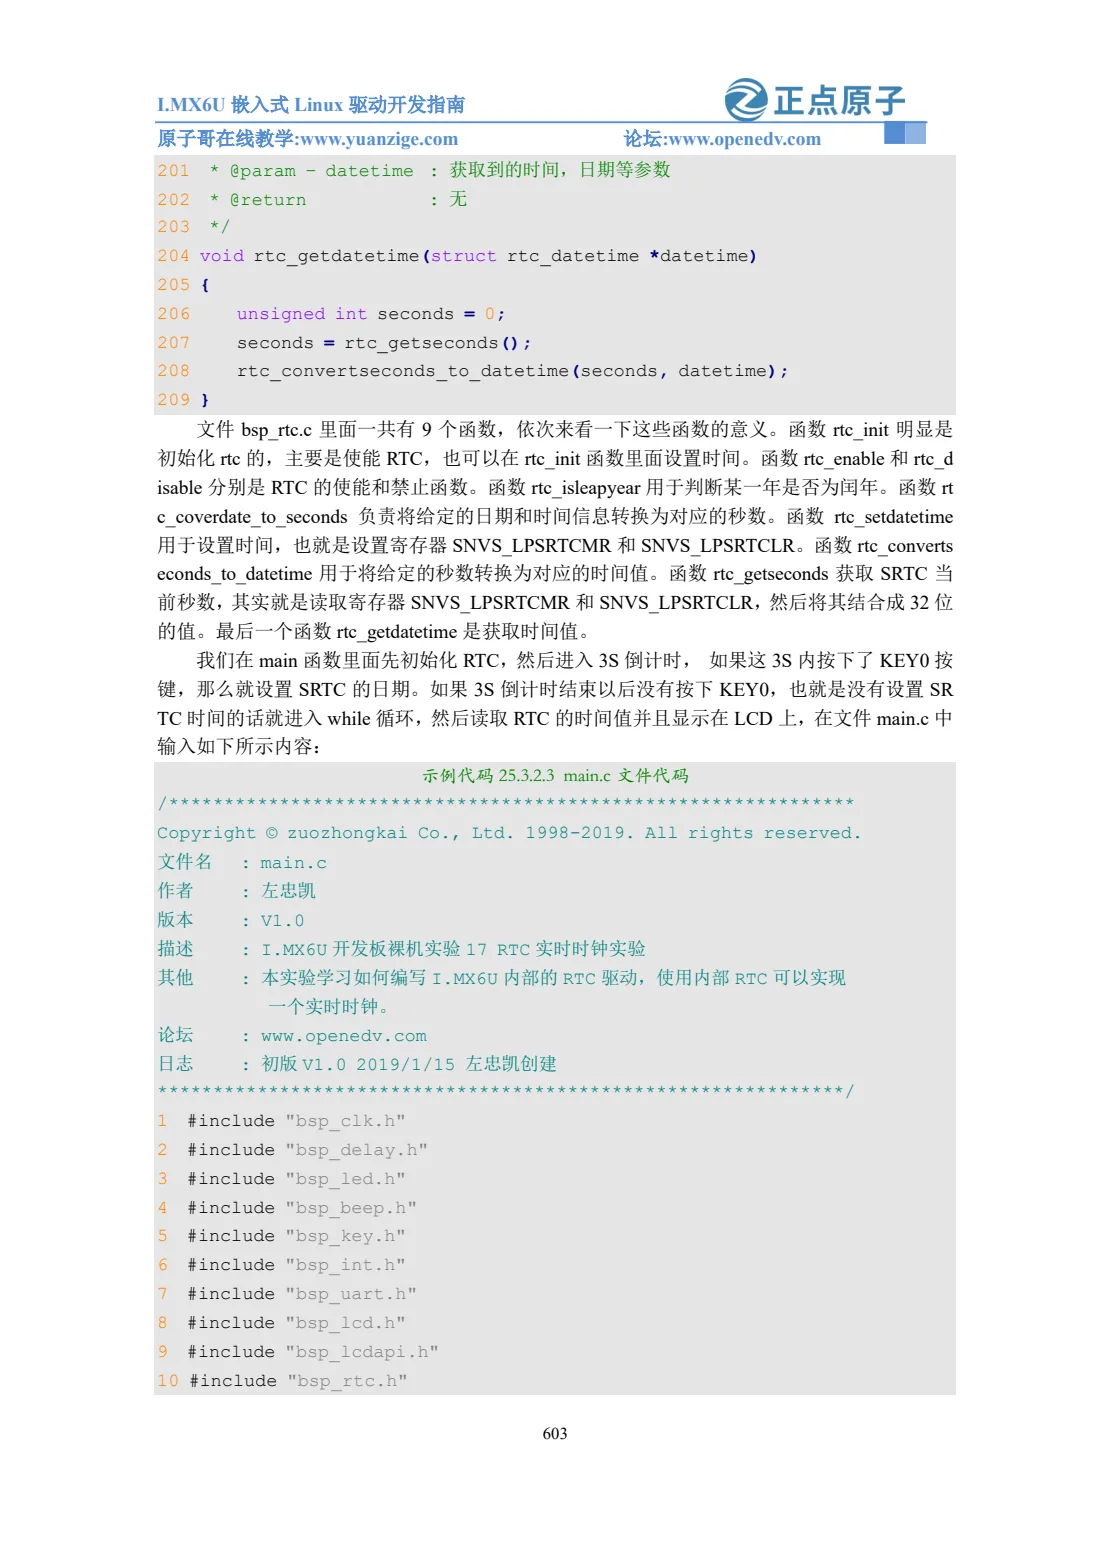 I.MX6U 嵌入式 Linux 驱动开发指南
正点原子
原子哥在线教学:www.yuanzige.com 论坛:www.openedv.com
201  * @param - datetime  : 获取到的时间，日期等参数
202  * @return            : 无
203  */
204 void rtc_getdatetime(struct rtc_datetime *datetime)
205 {
206     unsigned int seconds = 0;
207     seconds = rtc_getseconds();
208     rtc_convertseconds_to_datetime(seconds, datetime);
209 }
文件 bsp_rtc.c 里面一共有 9 个函数，依次来看一下这些函数的意义。函数 rtc_init 明显是
初始化 rtc 的，主要是使能 RTC，也可以在 rtc_init 函数里面设置时间。函数 rtc_enable 和 rtc_d
isable 分别是 RTC 的使能和禁止函数。函数 rtc_isleapyear 用于判断某一年是否为闰年。函数 rt
c_coverdate_to_seconds 负责将给定的日期和时间信息转换为对应的秒数。函数 rtc_setdatetime
用于设置时间，也就是设置寄存器 SNVS_LPSRTCMR 和 SNVS_LPSRTCLR。函数 rtc_converts
econds_to_datetime 用于将给定的秒数转换为对应的时间值。函数 rtc_getseconds 获取 SRTC 当
前秒数，其实就是读取寄存器 SNVS_LPSRTCMR 和 SNVS_LPSRTCLR，然后将其结合成 32 位
的值。最后一个函数 rtc_getdatetime 是获取时间值。
我们在 main 函数里面先初始化 RTC，然后进入 3S 倒计时， 如果这 3S 内按下了 KEY0 按
键，那么就设置 SRTC 的日期。如果 3S 倒计时结束以后没有按下 KEY0，也就是没有设置 SR
TC 时间的话就进入 while 循环，然后读取 RTC 的时间值并且显示在 LCD 上，在文件 main.c 中
输入如下所示内容：
示例代码 25.3.2.3 main.c 文件代码
/**************************************************************
Copyright © zuozhongkai Co., Ltd. 1998-2019. All rights reserved.
文件名 : main.c
作者 : 左忠凯
版本 : V1.0
描述 : I.MX6U 开发板裸机实验 17 RTC 实时时钟实验
其他 : 本实验学习如何编写 I.MX6U 内部的 RTC 驱动，使用内部 RTC 可以实现
一个实时时钟。
论坛 : www.openedv.com
日志 : 初版 V1.0 2019/1/15 左忠凯创建
**************************************************************/
1  #include "bsp_clk.h"
2  #include "bsp_delay.h"
3  #include "bsp_led.h"
4  #include "bsp_beep.h"
5  #include "bsp_key.h"
6  #include "bsp_int.h"
7  #include "bsp_uart.h"
8  #include "bsp_lcd.h"
9  #include "bsp_lcdapi.h"
10 #include "bsp_rtc.h"
603